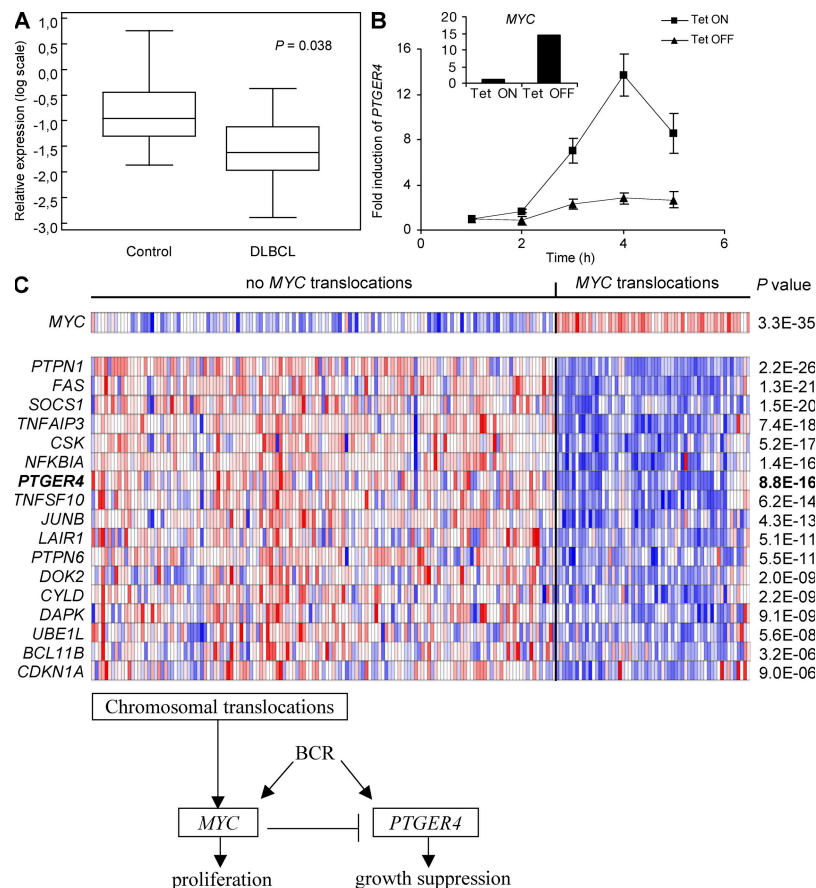 A
Relative expression (log scale)
1,0
0,5
0,0
-0,5
-1,0
-1,5
-2,0
-2,5
-3,0
P = 0.038
Control
DLBCL
B
Fold induction of PTGER4
16
12
8
4
0
0
2
4
6
Time (h)
MYC
20
15
10
5
0
Tet ON
Tet OFF
Tet ON
Tet OFF
C
no MYC translocations
MYC translocations
P value
MYC 3.3E-35
PTPN1 2.2E-26
FAS 1.3E-21
SOCS1 1.5E-20
TNFAIP3 7.4E-18
CSK 5.2E-17
NFKBIA 1.4E-16
PTGER4 8.8E-16
TNFSF10 6.2E-14
JUNB 4.3E-13
LAIR1 5.1E-11
PTPN6 5.5E-11
DOK2 2.0E-09
CYLD 2.2E-09
DAPK 9.1E-09
UBE1L 5.6E-08
BCL11B 3.2E-06
CDKN1A 9.0E-06
Chromosomal translocations
BCR
MYC
PTGER4
proliferation
growth suppression